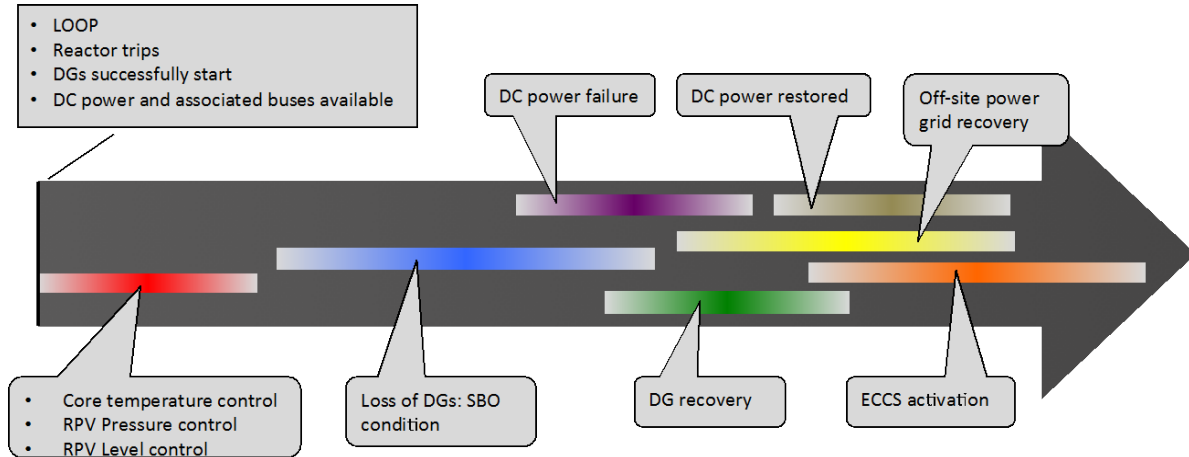 • LOOP
• Reactor trips
• DGs successfully start
• DC power and associated buses available
DC power failure
DC power restored
Off-site power
grid recovery
• Core temperature control
• RPV Pressure control
• RPV Level control
Loss of DGs: SBO
condition
DG recovery
ECCS activation